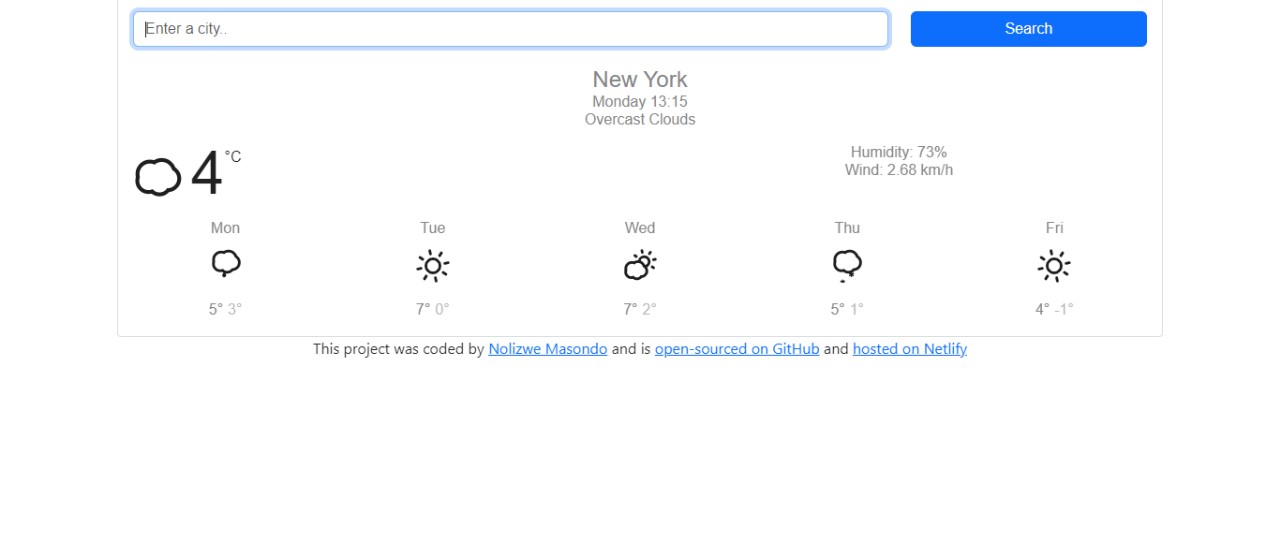 Enter a city..
Search
New York
Monday 13:15
Overcast Clouds
4 °C
Humidity: 73%
Wind: 2.68 km/h
Mon Tue Wed Thu Fri
5° 3° 7° 0° 7° 2° 5° 1° 4° -1°
This project was coded by Nolizwe Masondo and is open-sourced on GitHub and hosted on Netlify